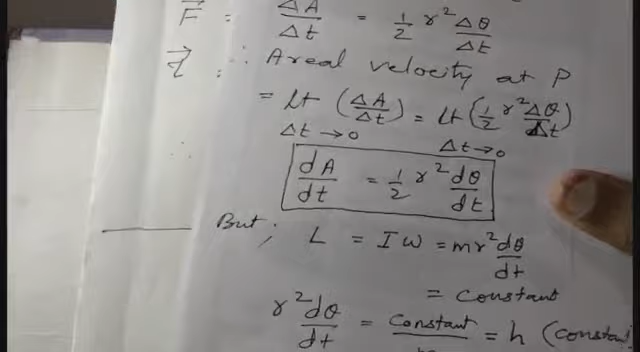 F : ΔA/Δt = 1/2 r² Δθ/Δt
∴ Areal velocity at P
= lt (ΔA/Δt) = lt (1/2 r² Δθ/Δt)
Δt → 0 Δt → 0
dA/dt = 1/2 r² dθ/dt
But; L = Iω = mr² dθ/dt
= constant
r² dθ/dt = constant = h (constan